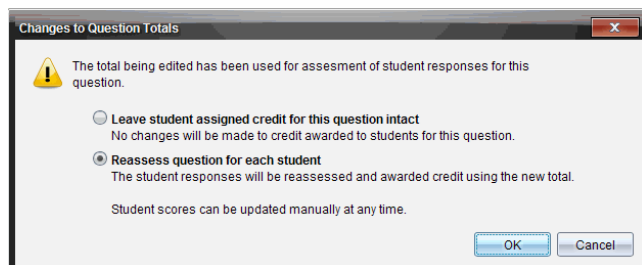 Changes to Question Totals
The total being edited has been used for assesment of student responses for this
question.
Leave student assigned credit for this question intact
No changes will be made to credit awarded to students for this question.
Reassess question for each student
The student responses will be reassessed and awarded credit using the new total.
Student scores can be updated manually at any time.
OK
Cancel